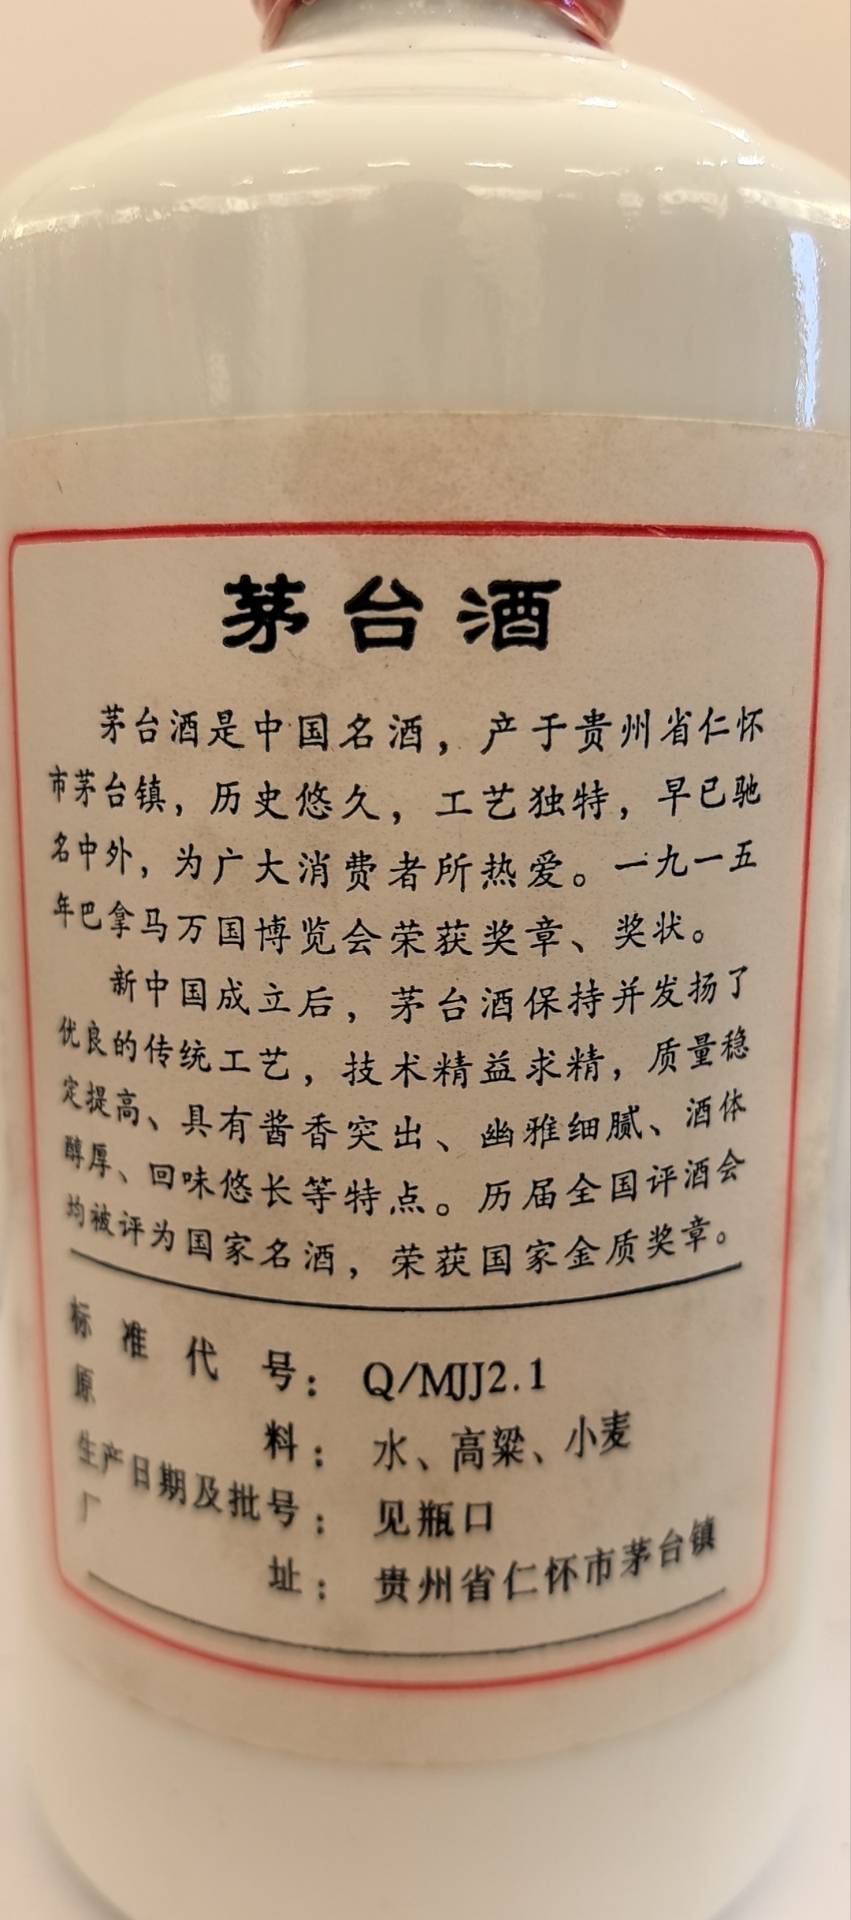 茅台酒
茅台酒是中国名酒，产于贵州省仁怀
市茅台镇，历史悠久，工艺独特，早已驰
名中外，为广大消费者所热爱。一九一五
年巴拿马万国博览会荣获奖章、奖状。
新中国成立后，茅台酒保持并发扬了
优良的传统工艺，技术精益求精，质量稳
定提高、具有酱香突出、幽雅细腻、酒体
醇厚、回味悠长等特点。历届全国评酒会
均被评为国家名酒，荣获国家金质奖章。
标准代号：Q/MJJ2.1
原料：水、高粱、小麦
生产日期及批号：见瓶口
厂址：贵州省仁怀市茅台镇